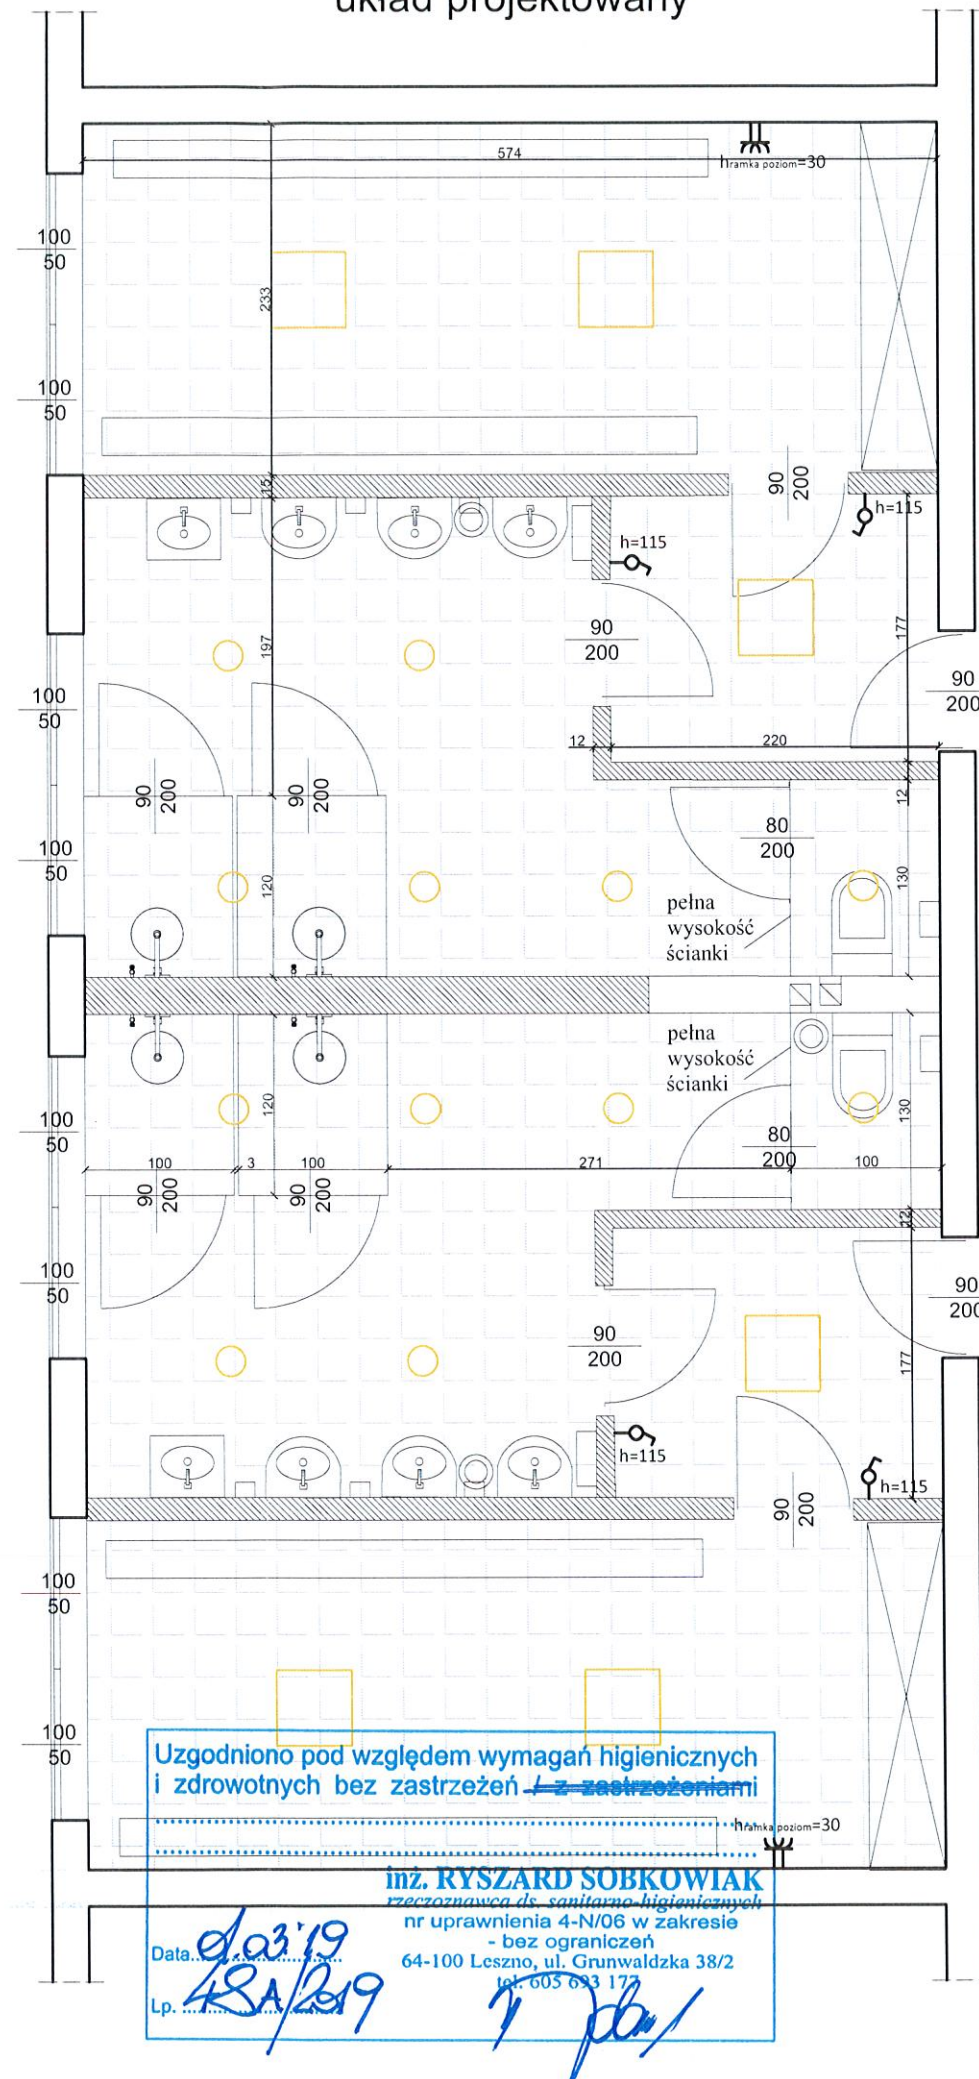 układ projektowany
574
hramka poziom=30
100
50
233
100
50
15
90
200
h=115
h=115
90
200
197
177
100
50
90
200
12
220
90
200
90
200
12
80
200
100
50
120
130
pełna
wysokość
ścianki
pełna
wysokość
ścianki
120
130
100
50
80
200
100
3
100
271
100
90
200
90
200
12
100
50
90
200
90
200
177
h=115
h=115
90
200
100
50
100
50
Uzgodniono pod względem wymagań higienicznych
i zdrowotnych bez zastrzeżeń / z zastrzeżeniami
hramka poziom=30
inż. RYSZARD SOBKOWIAK
rzeczoznawca ds. sanitarno-higienicznych
nr uprawnienia 4-N/06 w zakresie
- bez ograniczeń
64-100 Leszno, ul. Grunwaldzka 38/2
tel. 605 693 177
Data
Lp.